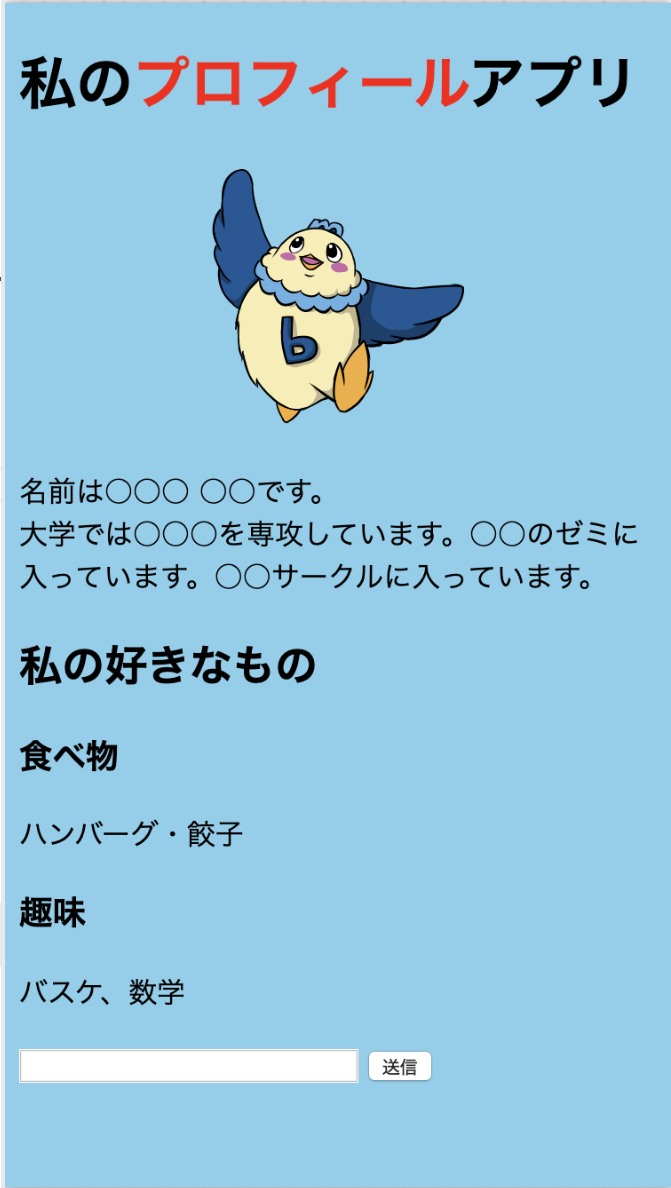 私のプロフィールアプリ
b
名前は○○○ ○○です。
大学では○○○を専攻しています。○○のゼミに
入っています。○○サークルに入っています。
私の好きなもの
食べ物
ハンバーグ・餃子
趣味
バスケ、数学
送信